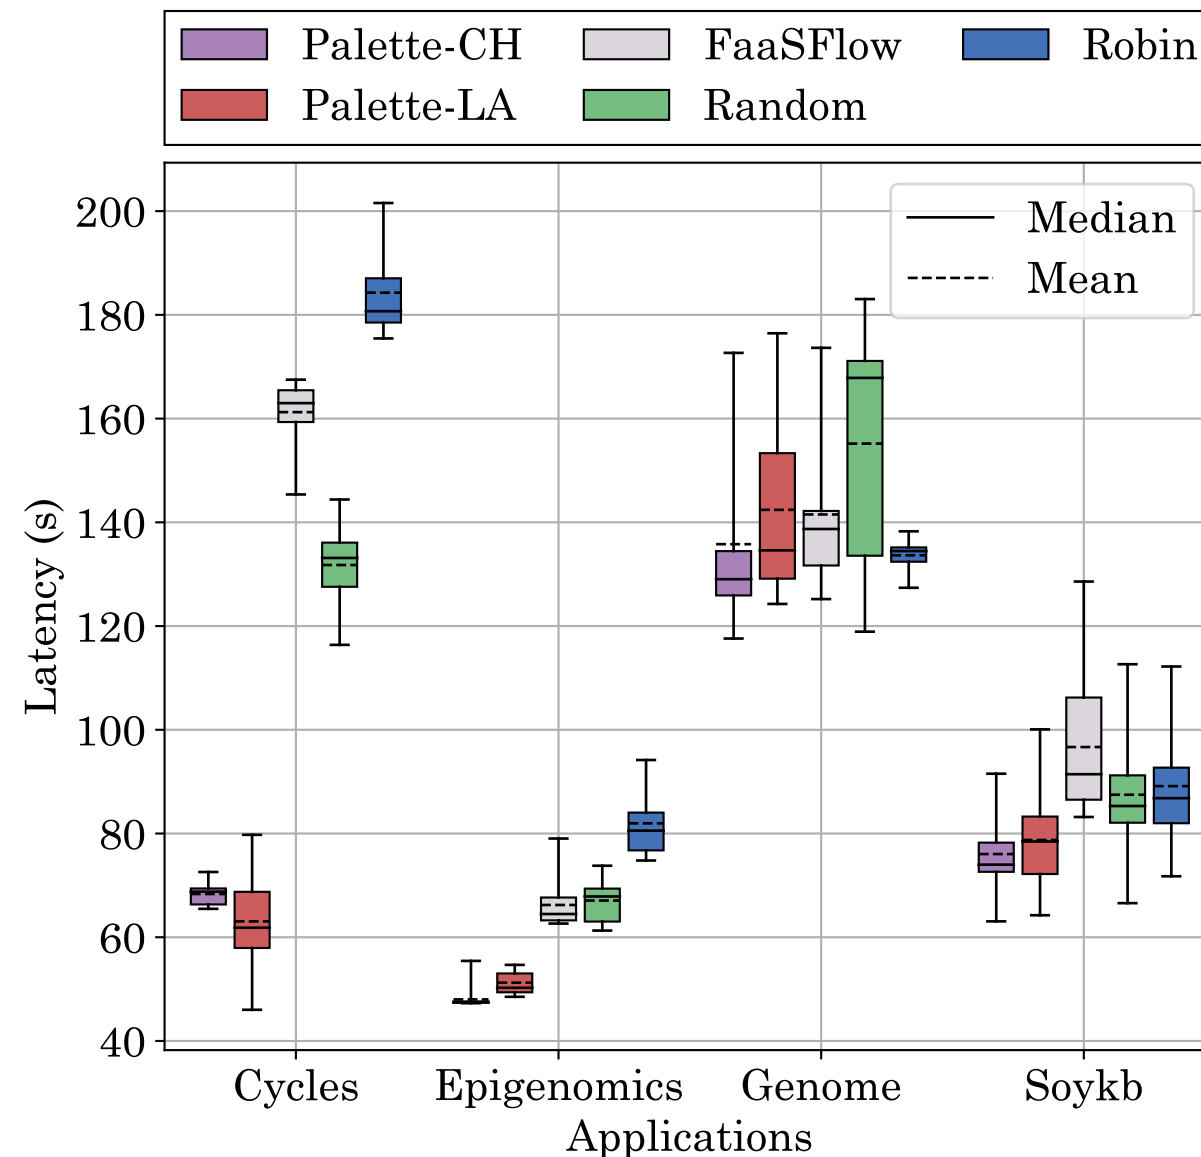 Palette-CH FaaSFlow Robin
Palette-LA Random
Median
Mean
200
180
160
140
120
100
80
60
40
Latency (s)
Cycles Epigenomics Genome Soykb
Applications